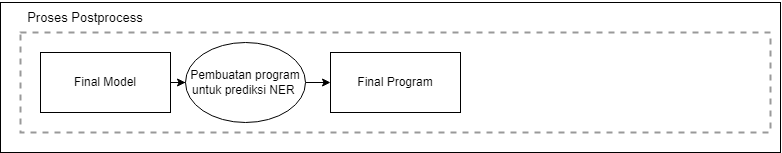 Proses Postprocess
Final Model
Pembuatan program
untuk prediksi NER
Final Program